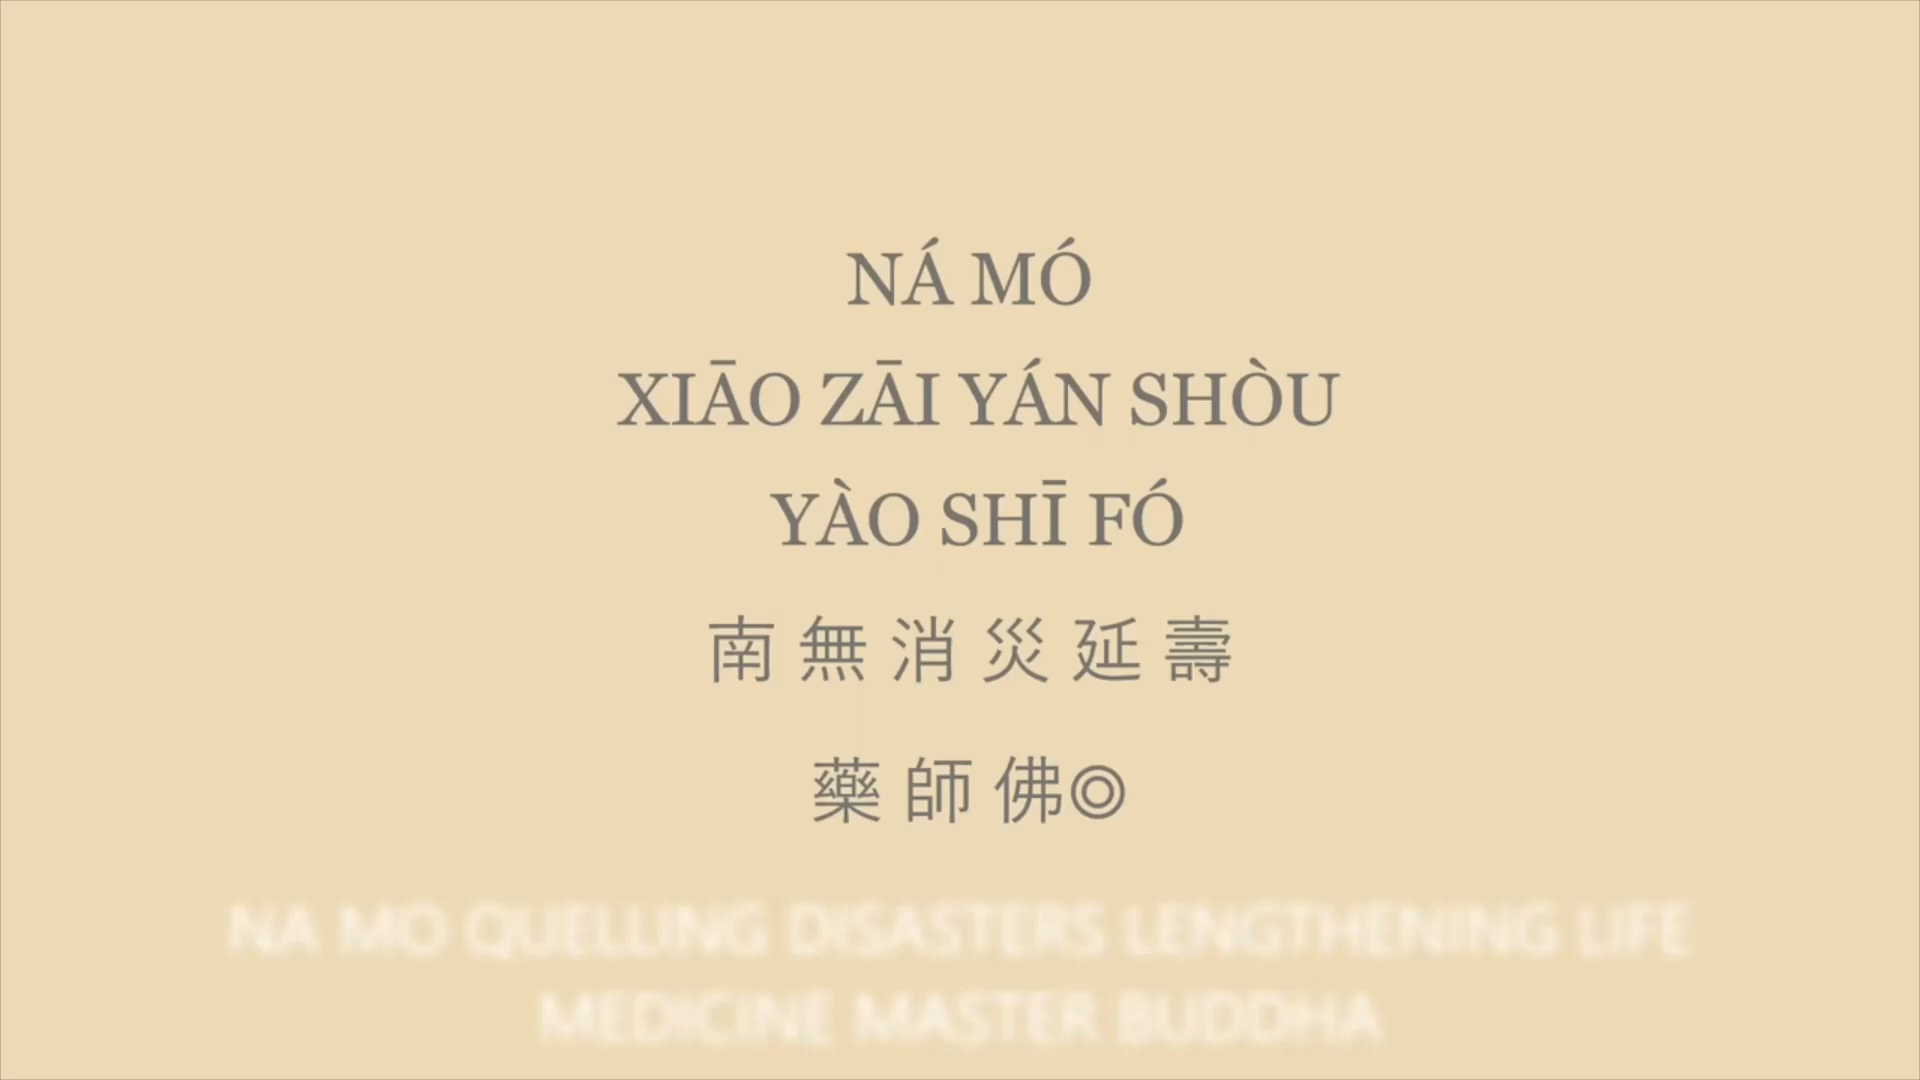 NÁ MÓ
XIĀO ZĀI YÁN SHÒU
YÀO SHĪ FÓ
南 無 消 災 延 壽
藥 師 佛◎
NA MO QUELLING DISASTERS LENGTHENING LIFE
MEDICINE MASTER BUDDHA